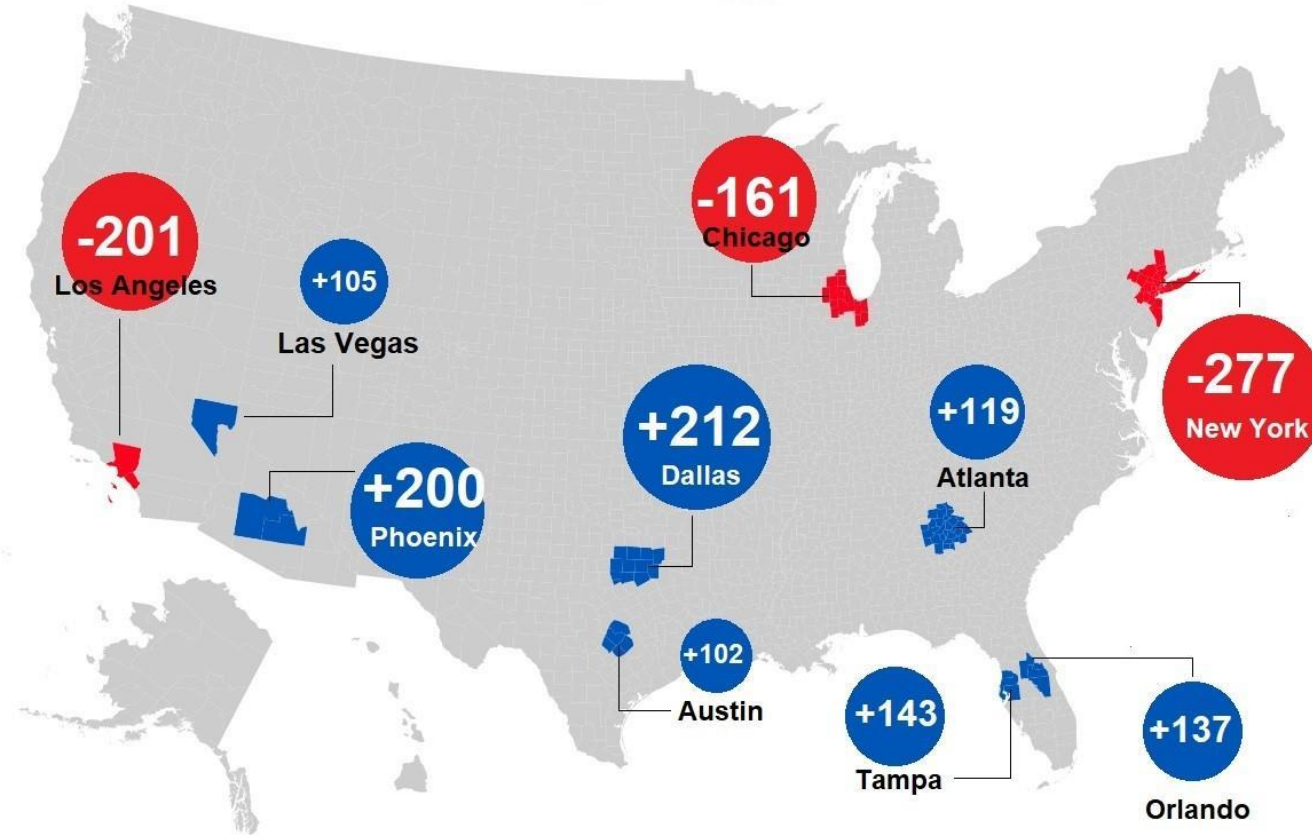 -161
Chicago
-201
Los Angeles
+105
Las Vegas
-277
New York
+212
Dallas
+119
Atlanta
+200
Phoenix
+102
Austin
+143
Tampa
+137
Orlando